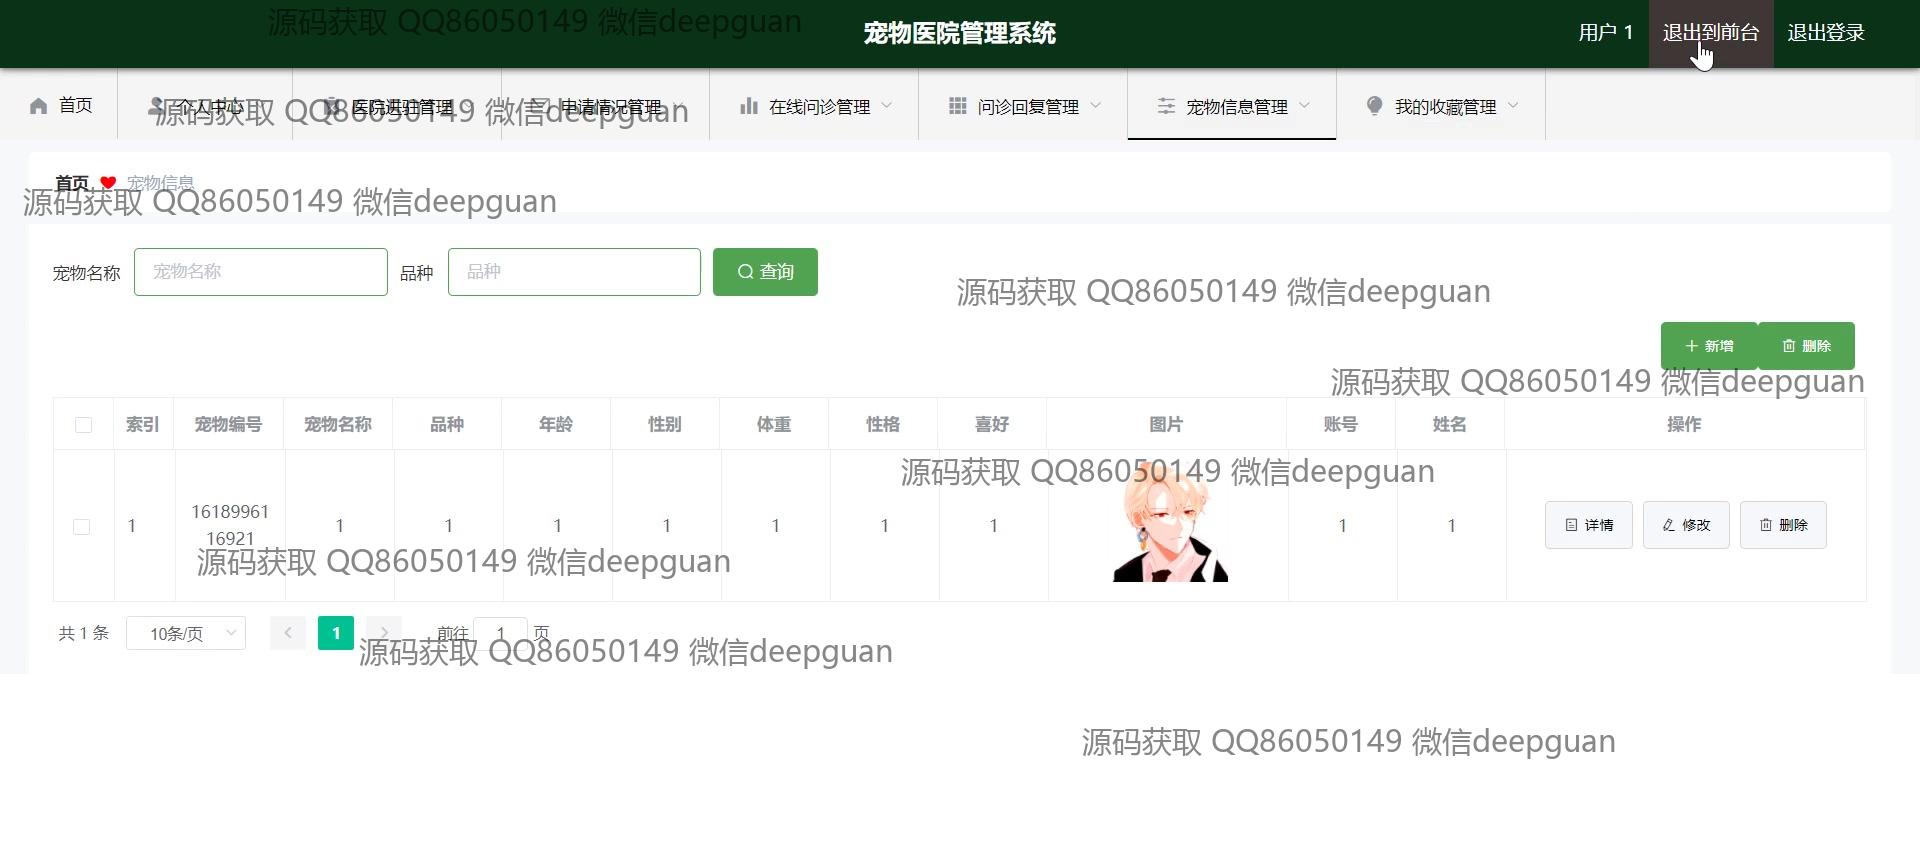 源码获取 QQ86050149 微信deepguan
宠物医院管理系统
用户 1
退出到前台
退出登录
首页
个人中心
医院进驻管理
申请情况管理
在线问诊管理
问诊回复管理
宠物信息管理
我的收藏管理
源码获取 QQ86050149 微信deepguan
首页 宠物信息
源码获取 QQ86050149 微信deepguan
宠物名称 宠物名称 品种 品种 查询
源码获取 QQ86050149 微信deepguan
新增 删除
源码获取 QQ86050149 微信deepguan
索引 宠物编号 宠物名称 品种 年龄 性别 体重 性格 喜好 图片 账号 姓名 操作
源码获取 QQ86050149 微信deepguan
1 16189961 1 1 1 1 1 1 1 1 1 详情 修改 删除
16921
源码获取 QQ86050149 微信deepguan
共 1 条 10条/页 1 前往 1 页
源码获取 QQ86050149 微信deepguan
源码获取 QQ86050149 微信deepguan